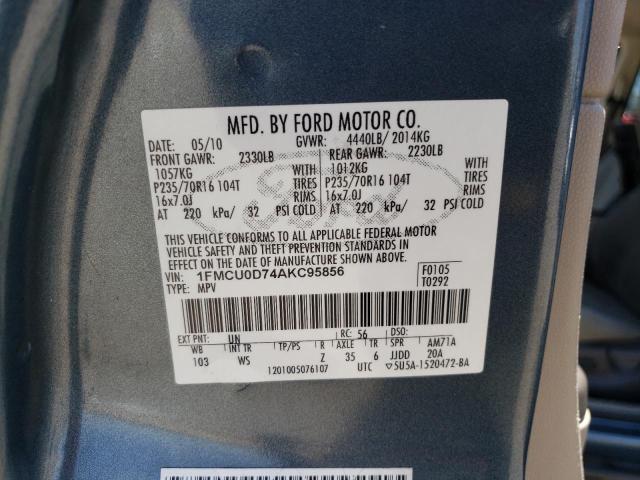 MFD. BY FORD MOTOR CO.
DATE: 05/10 GVWR: 4440LB/ 2014KG
FRONT GAWR: 2330LB REAR GAWR: 2230LB
1057KG WITH 1012KG WITH
P235/70R16 104T TIRES P235/70R16 104T TIRES
16x7.0J RIMS 16x7.0J RIMS
AT 220 kPa/ 32 PSI COLD AT 220 kPa/ 32 PSI COLD
Ford
THIS VEHICLE CONFORMS TO ALL APPLICABLE FEDERAL MOTOR
VEHICLE SAFETY AND THEFT PREVENTION STANDARDS IN
EFFECT ON THE DATE OF MANUFACTURE SHOWN ABOVE.
VIN: 1FMCU0D74AKC95856 F0105
TYPE: MPV T0292
EXT PNT: UN RC: 56 DSO:
WB INT TR TP/PS R AXLE TR SPR AM71A
103 WS Z 35 6 JJDD 20A
1201005076107 UTC ▽5U5A-1520472-BA